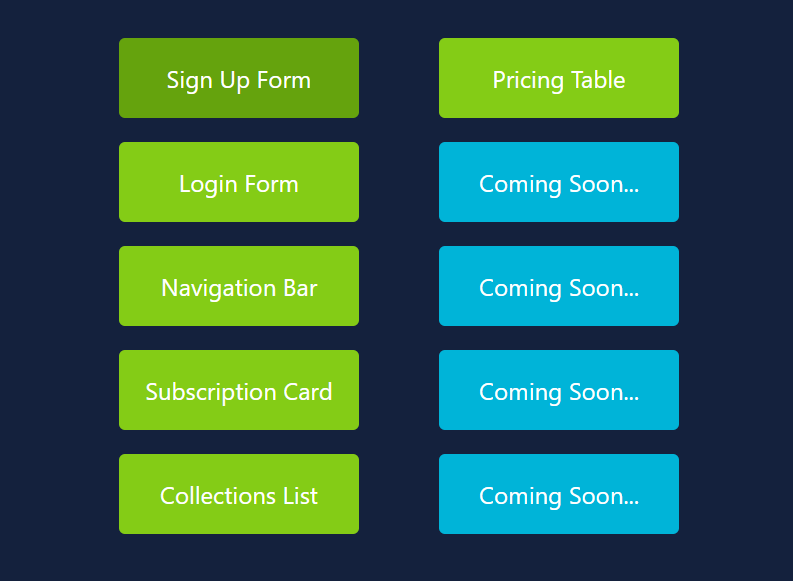 Sign Up Form
Pricing Table
Login Form
Coming Soon...
Navigation Bar
Coming Soon...
Subscription Card
Coming Soon...
Collections List
Coming Soon...